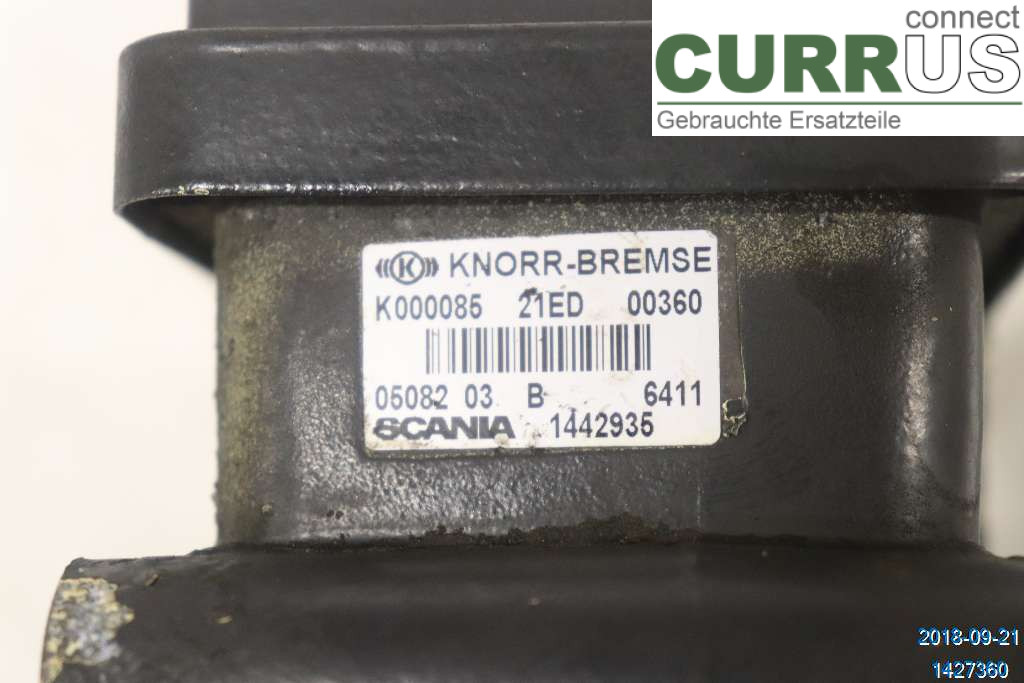 connect
CURRUS
Gebrauchte Ersatzteile
K KNORR-BREMSE
K000085 21ED 00360
05082 03 B 6411
SCANIA 1442935
2018-09-21
1427360